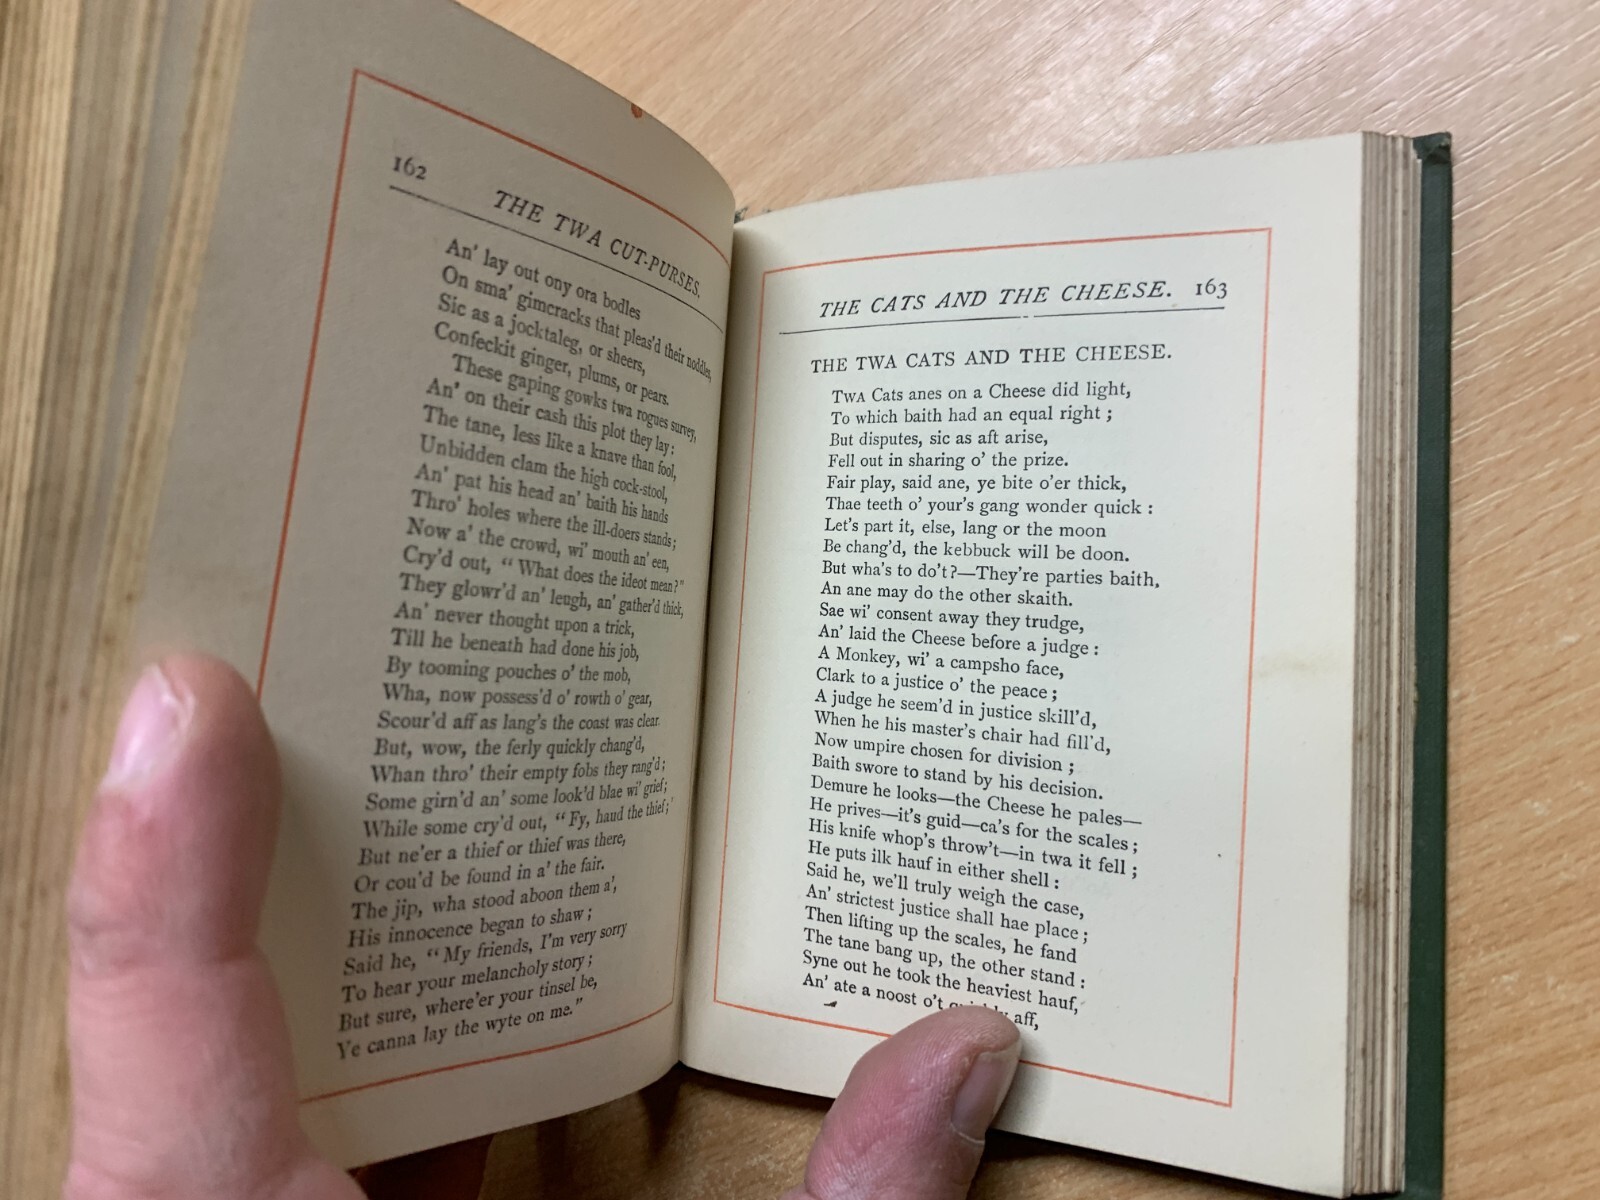 162
THE TWA CUT-PURSES.
An' lay out ony ora bodles
On sma' gimcracks that pleas'd their noddles,
Sic as a jocktaleg, or sheers,
Confeckit ginger, plums, or pears.
These gaping gowks twa rogues survey,
An' on their cash this plot they lay;
The tane, less like a knave than fool,
Unbidden clam the high cock-stool,
An' pat his head an' baith his hands
Thro' holes where the ill-doers stands;
Now a' the crowd, wi' mouth an' een,
Cry'd out, "What does the ideot mean?"
They glowr'd an' leugh, an' gather'd thick,
An' never thought upon a trick,
Till he beneath had done his job,
By tooming pouches o' the mob,
Wha, now possess'd o' rowth o' gear,
Scour'd aff as lang's the coast was clear.
But, wow, the ferly quickly chang'd,
Whan thro' their empty fobs they rang'd;
Some girn'd an' some look'd blae wi' grief;
While some cry'd out, "Fy, haud the thief;'
But ne'er a thief or thief was there,
Or cou'd be found in a' the fair.
The jip, wha stood aboon them a',
His innocence began to shaw;
Said he, "My friends, I'm very sorry
To hear your melancholy story;
But sure, where'er your tinsel be,
Ye canna lay the wyte on me."
THE CATS AND THE CHEESE. 163
THE TWA CATS AND THE CHEESE.
TWA Cats anes on a Cheese did light,
To which baith had an equal right;
But disputes, sic as aft arise,
Fell out in sharing o' the prize.
Fair play, said ane, ye bite o'er thick,
Thae teeth o' your's gang wonder quick:
Let's part it, else, lang or the moon
Be chang'd, the kebbuck will be doon.
But wha's to do't?—They're parties baith,
An ane may do the other skaith.
Sae wi' consent away they trudge,
An' laid the Cheese before a judge:
A Monkey, wi' a campsho face,
Clark to a justice o' the peace;
A judge he seem'd in justice skill'd,
When he his master's chair had fill'd,
Now umpire chosen for division;
Baith swore to stand by his decision.
Demure he looks—the Cheese he pales—
He prives—it's guid—ca's for the scales;
His knife whop's throw't—in twa it fell;
He puts ilk hauf in either shell:
Said he, we'll truly weigh the case,
An' strictest justice shall hae place;
Then lifting up the scales, he fand
The tane bang up, the other stand:
Syne out he took the heaviest hauf,
An' ate a noost o't aff,